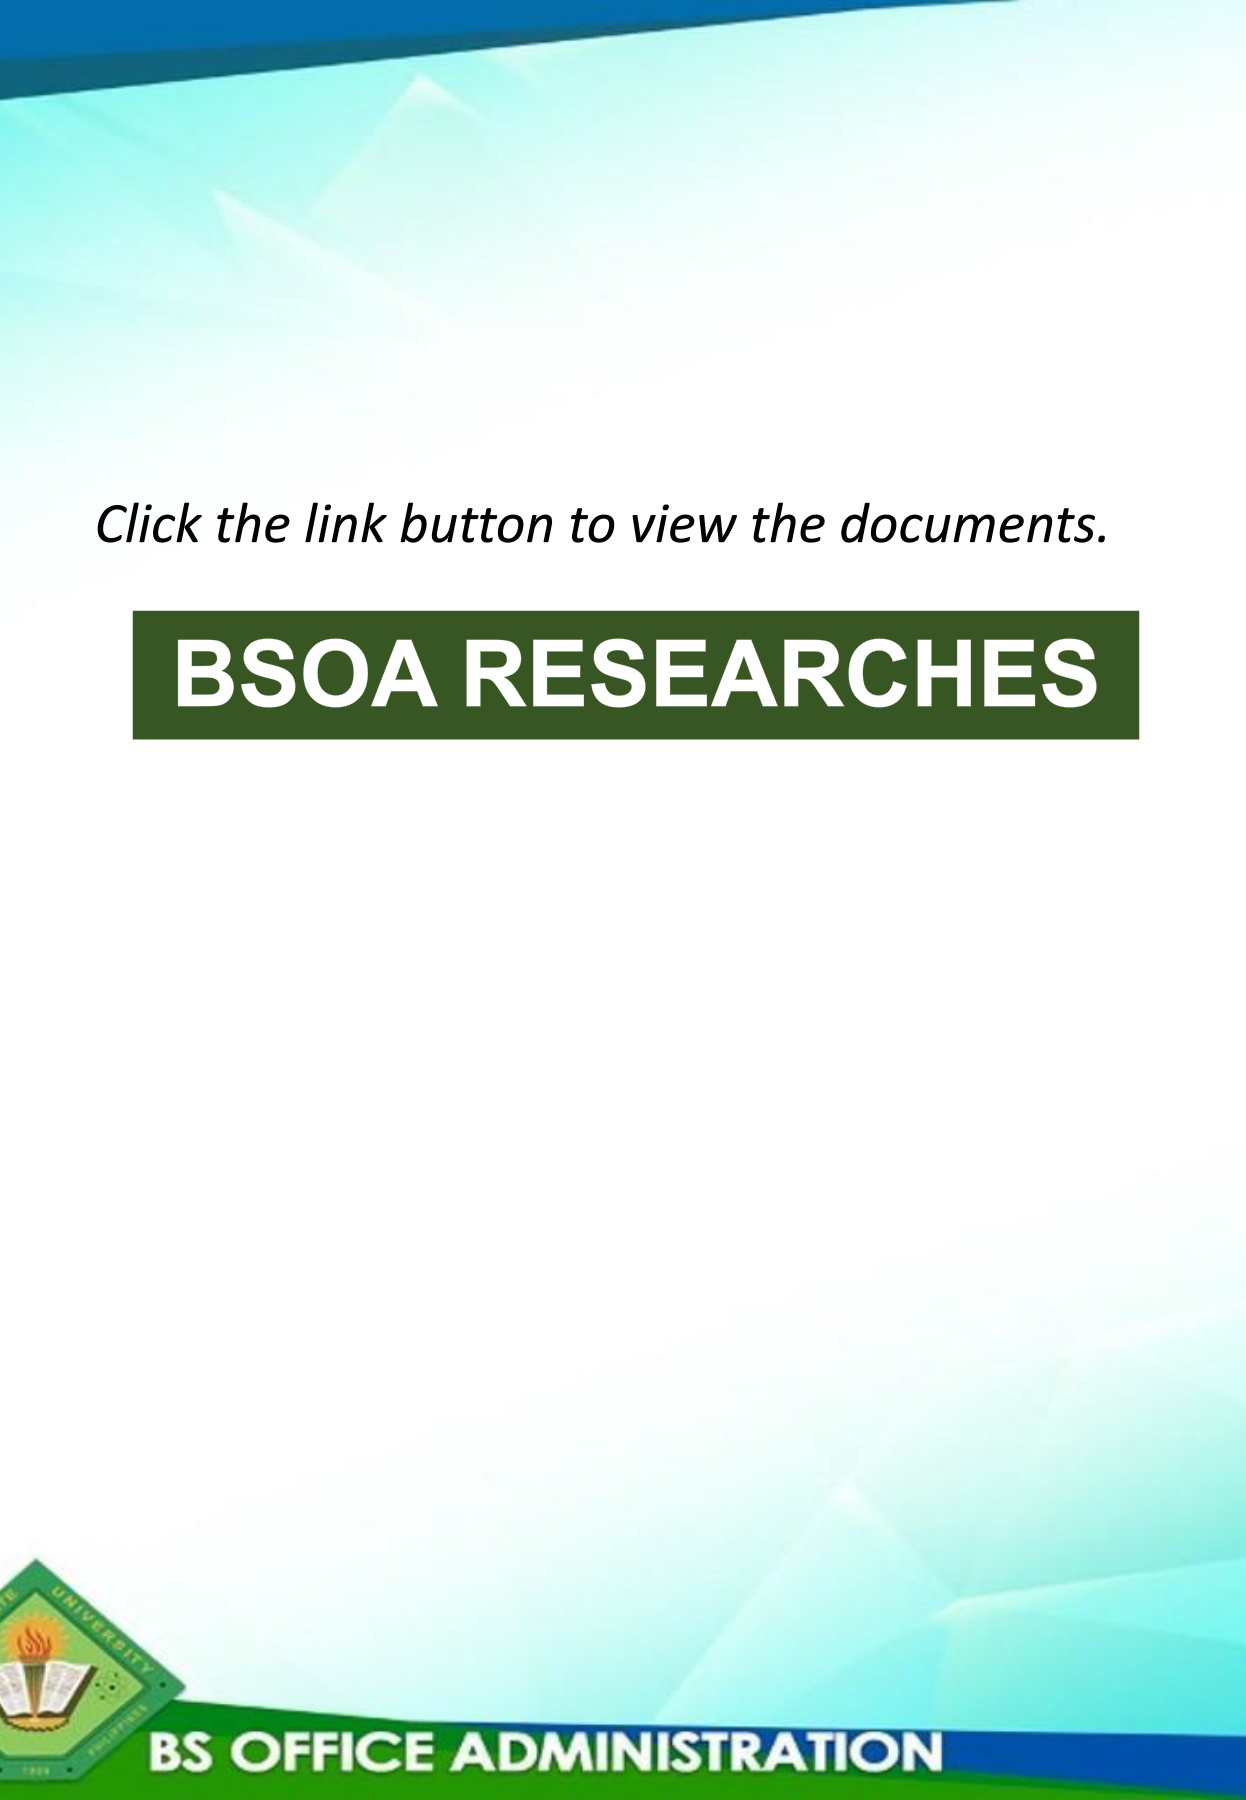 Click the link button to view the documents.
BSOA RESEARCHES
UNIVERSITY
PHILIPPINES
BS OFFICE ADMINISTRATION